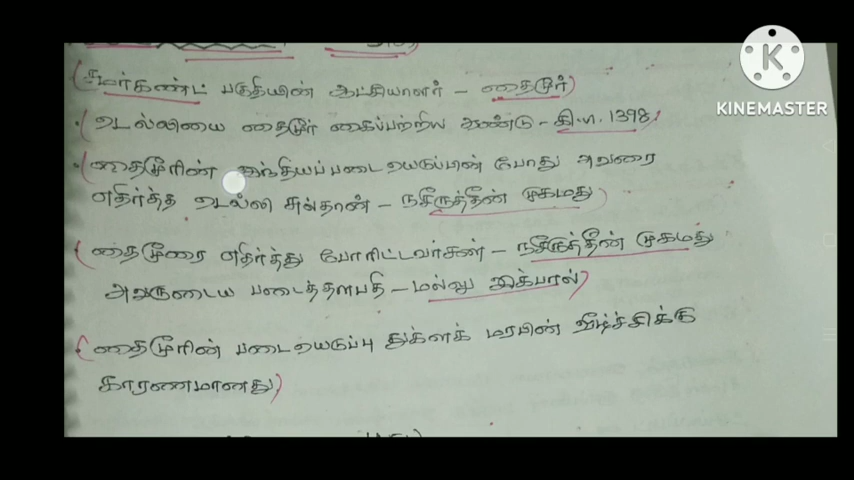 K
KINEMASTER
சமர்கண்ட் பகுதியின் ஆட்சியாளர் – தைமூர்
டெல்லியை தைமூர் கைப்பற்றிய ஆண்டு – கி.பி. 1398
தைமூரின் இந்தியப் படையெடுப்பின் போது அவரை
எதிர்த்த டெல்லி சுல்தான் – நசீருத்தீன் முகமது
தைமூரை எதிர்த்து போரிட்டவர்கள் – நசீருத்தீன் முகமது
அவருடைய படைத்தளபதி – மல்லு இக்பால்
தைமூரின் படையெடுப்பு துக்ளக் மரபின் வீழ்ச்சிக்கு
காரணமானது